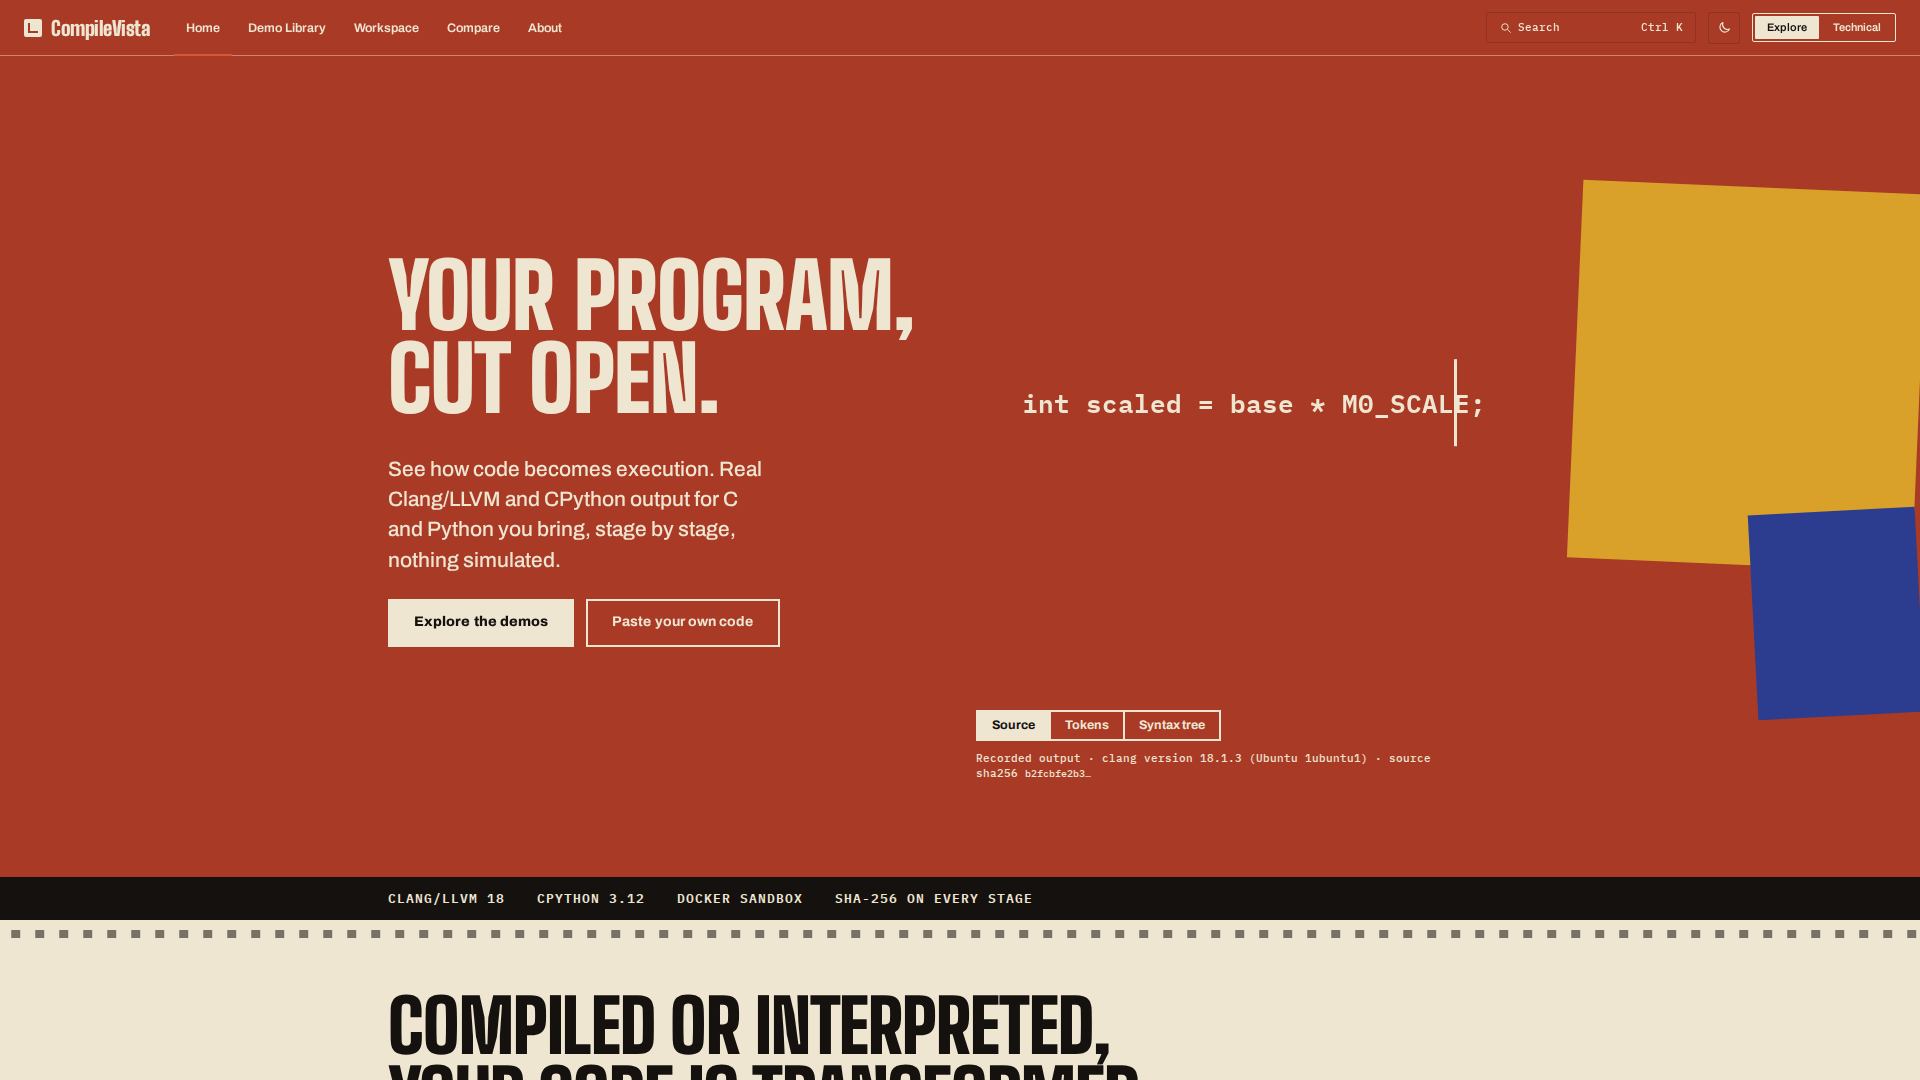 CompileVista
Home
Demo Library
Workspace
Compare
About
Search
Ctrl K
Explore
Technical
YOUR PROGRAM,
CUT OPEN.
See how code becomes execution. Real
Clang/LLVM and CPython output for C
and Python you bring, stage by stage,
nothing simulated.
Explore the demos
Paste your own code
int scaled = base * M0_SCALE;
Source
Tokens
Syntax tree
Recorded output · clang version 18.1.3 (Ubuntu 1ubuntu1) · source
sha256 b2fcbfe2b3…
CLANG/LLVM 18
CPYTHON 3.12
DOCKER SANDBOX
SHA-256 ON EVERY STAGE
COMPILED OR INTERPRETED,
YOUR CODE IS TRANSFORMED